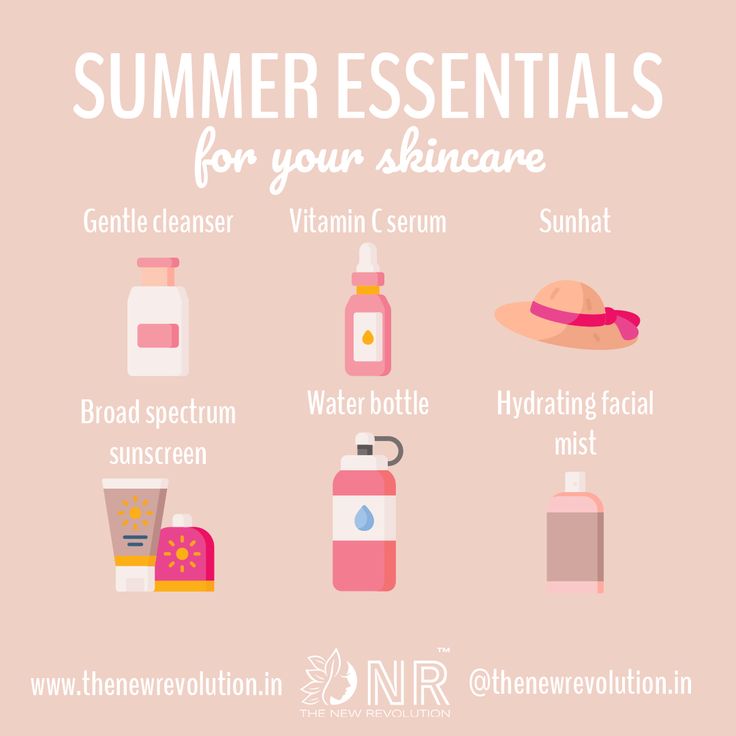 SUMMER ESSENTIALS
for your skincare
Gentle cleanser
Vitamin C serum
Sunhat
Broad spectrum
sunscreen
Water bottle
Hydrating facial
mist
www.thenewrevolution.in
NR™
THE NEW REVOLUTION
@thenewrevolution.in